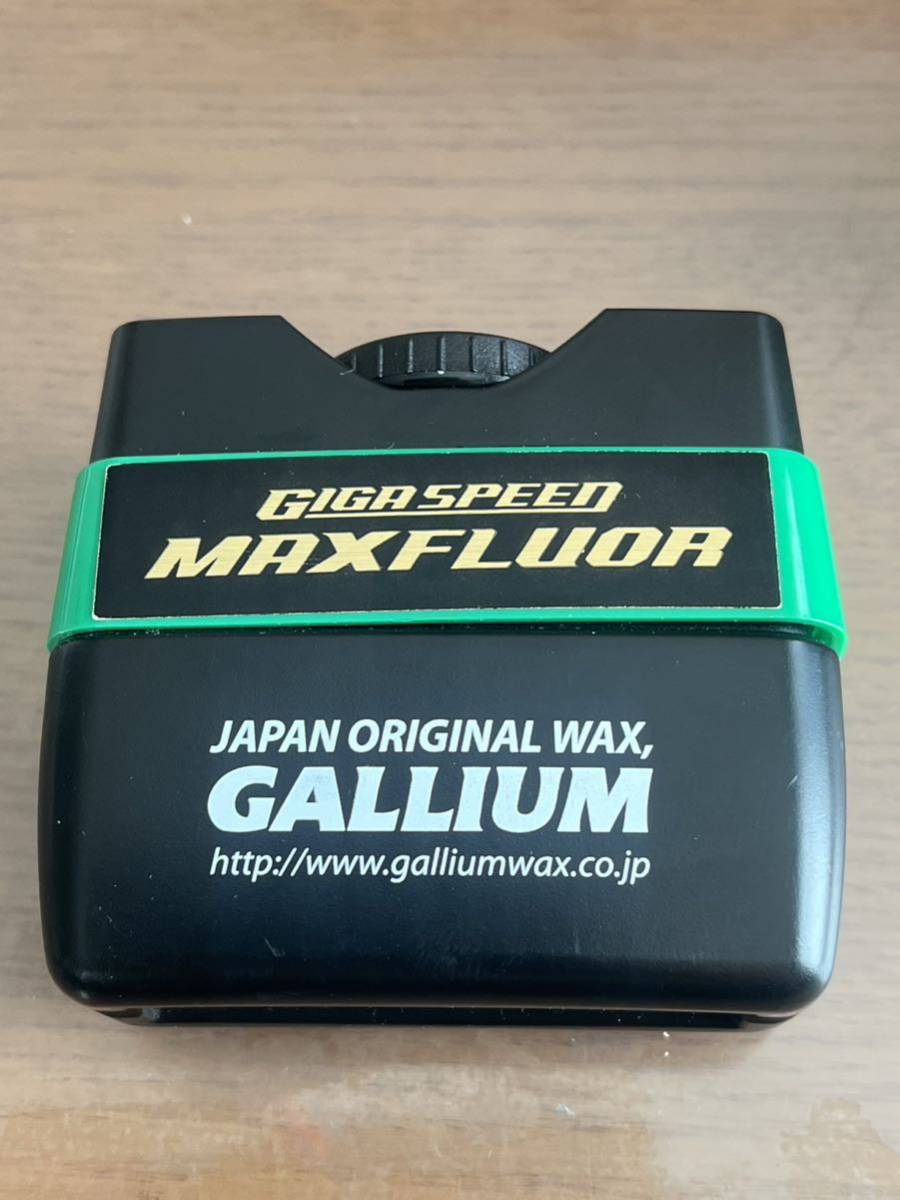 GIGA SPEED
MAXFLUOR
JAPAN ORIGINAL WAX,
GALLIUM
http://www.galliumwax.co.jp